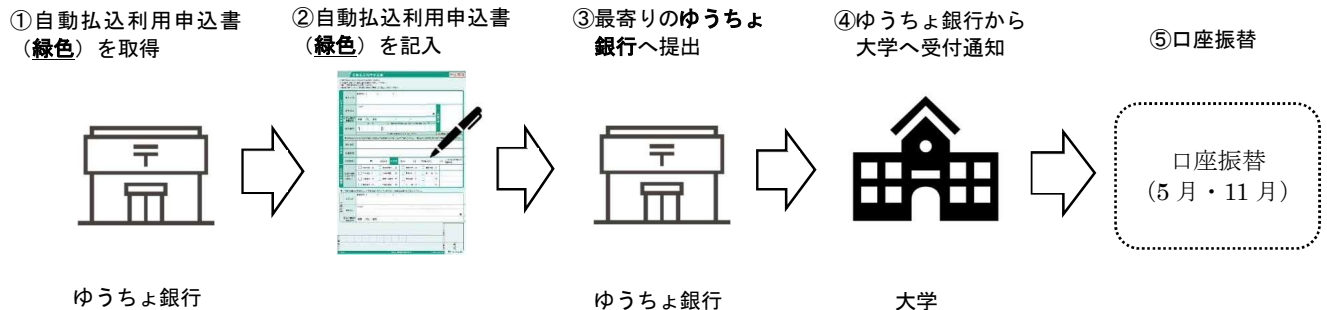 ①自動払込利用申込書
（緑色）を取得
②自動払込利用申込書
（緑色）を記入
③最寄りのゆうちょ
銀行へ提出
④ゆうちょ銀行から
大学へ受付通知
⑤口座振替
〒
〒
口座振替
（5 月・11 月）
ゆうちょ銀行
ゆうちょ銀行
大学